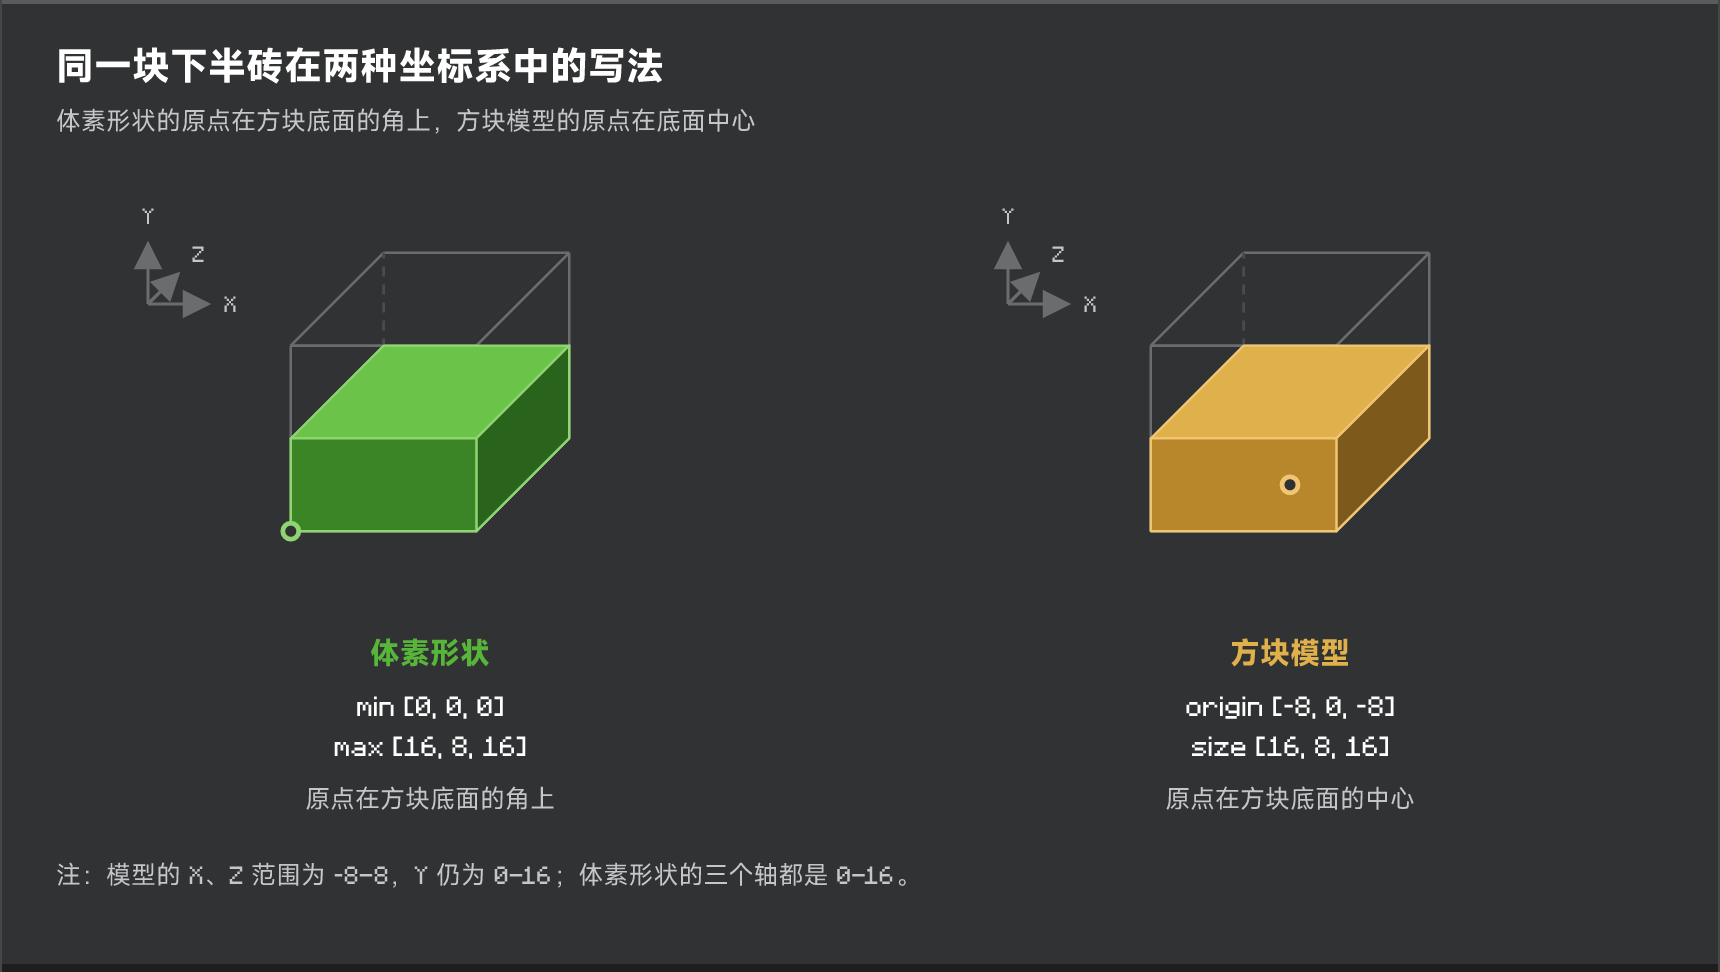 同一块下半砖在两种坐标系中的写法
体素形状的原点在方块底面的角上，方块模型的原点在底面中心
Y
Z
X
Y
Z
X
体素形状
min [0, 0, 0]
max [16, 8, 16]
原点在方块底面的角上
方块模型
origin [-8, 0, -8]
size [16, 8, 16]
原点在方块底面的中心
注：模型的 X、Z 范围为 -8–8，Y 仍为 0–16；体素形状的三个轴都是 0–16。